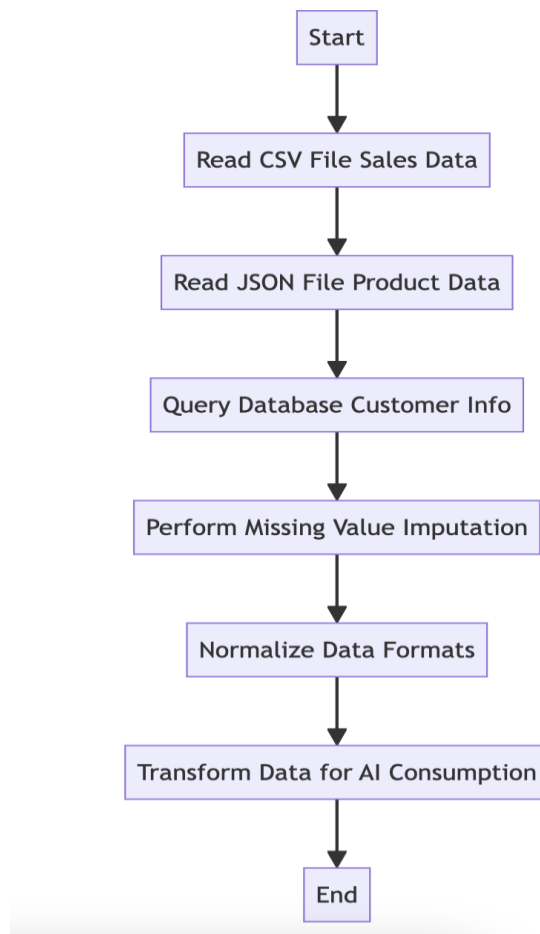 Start
Read CSV File Sales Data
Read JSON File Product Data
Query Database Customer Info
Perform Missing Value Imputation
Normalize Data Formats
Transform Data for AI Consumption
End